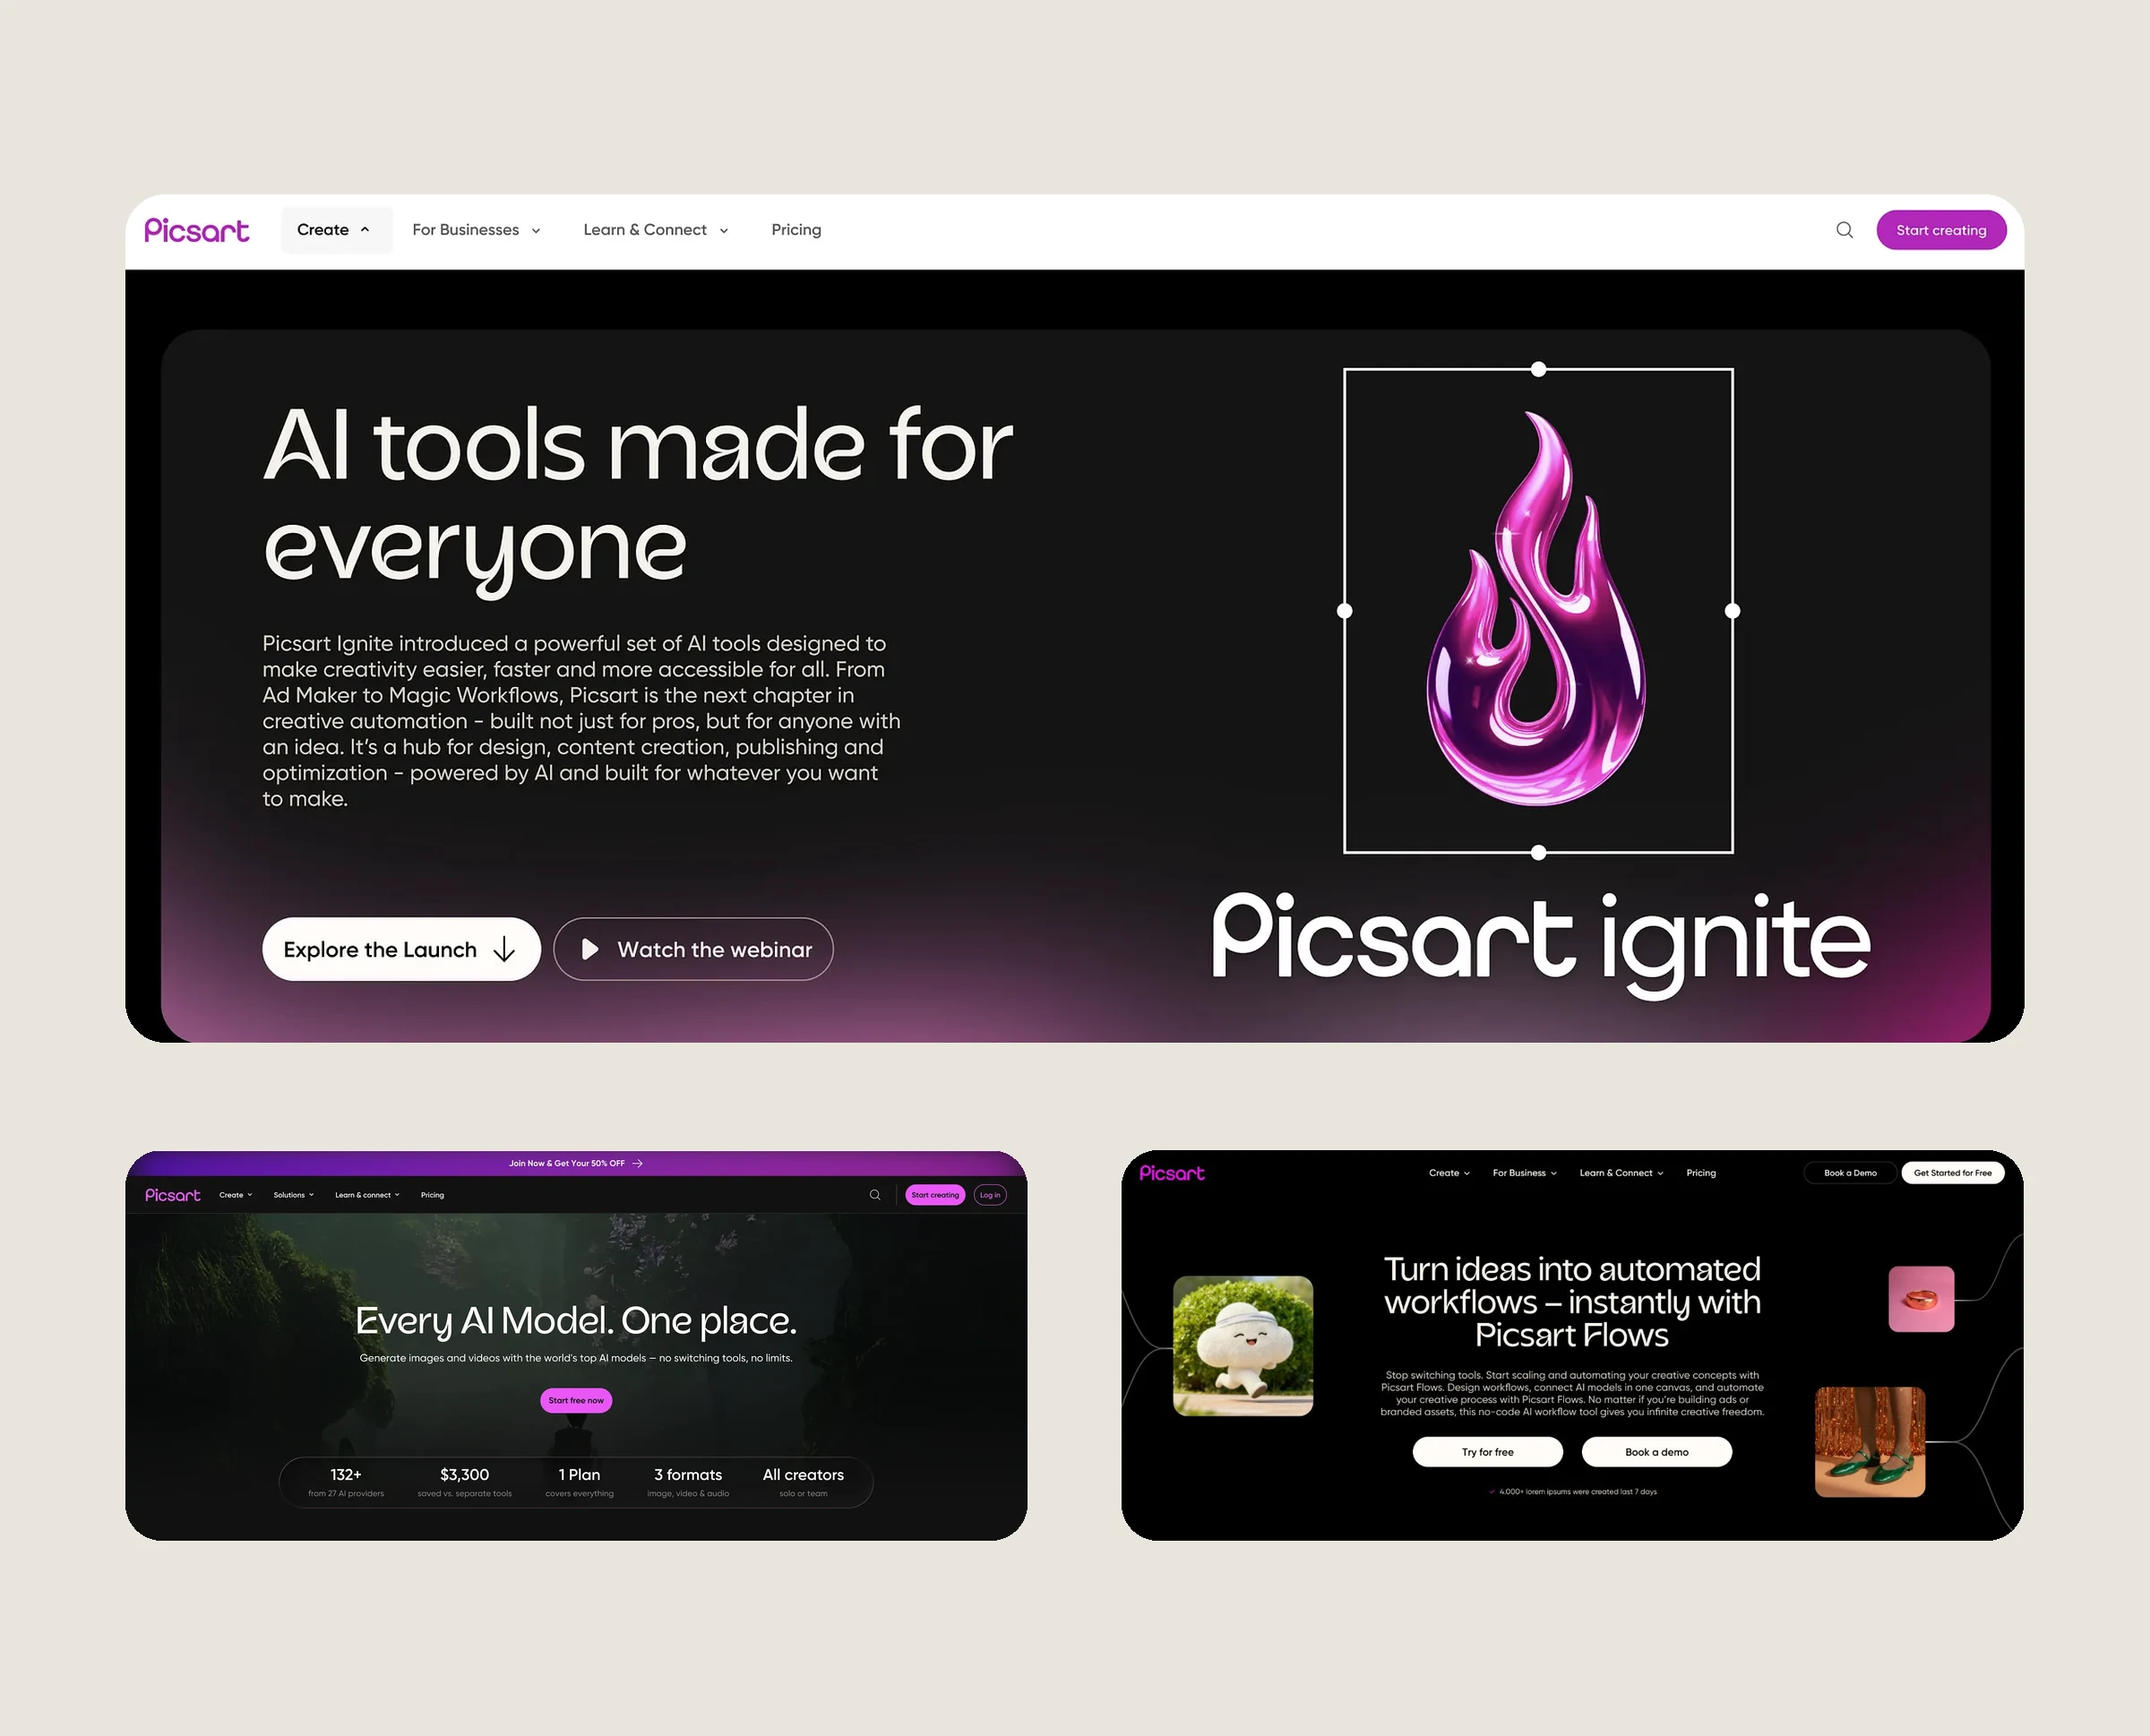 Picsart
Create
For Businesses
Learn & Connect
Pricing
Start creating
AI tools made for
everyone
Picsart Ignite introduced a powerful set of AI tools designed to
make creativity easier, faster and more accessible for all. From
Ad Maker to Magic Workflows, Picsart is the next chapter in
creative automation - built not just for pros, but for anyone with
an idea. It's a hub for design, content creation, publishing and
optimization - powered by AI and built for whatever you want
to make.
Explore the Launch
Watch the webinar
Picsart ignite
Join Now & Get Your 50% OFF
Picsart
Create
Solutions
Learn & connect
Pricing
Start creating
Log in
Every AI Model. One place.
Generate images and videos with the world's top AI models – no switching tools, no limits.
Start free now
132+
from 27 AI providers
$3,300
saved vs. separate tools
1 Plan
covers everything
3 formats
image, video & audio
All creators
solo or team
Picsart
Create
For Business
Learn & Connect
Pricing
Book a Demo
Get Started for Free
Turn ideas into automated
workflows – instantly with
Picsart Flows
Stop switching tools. Start scaling and automating your creative concepts with
Picsart Flows. Design workflows, connect AI models in one canvas, and automate
your creative process with Picsart Flows. No matter if you're building ads or
branded assets, this no-code AI workflow tool gives you infinite creative freedom.
Try for free
Book a demo
4.000+ lorem ipsums were created last 7 days